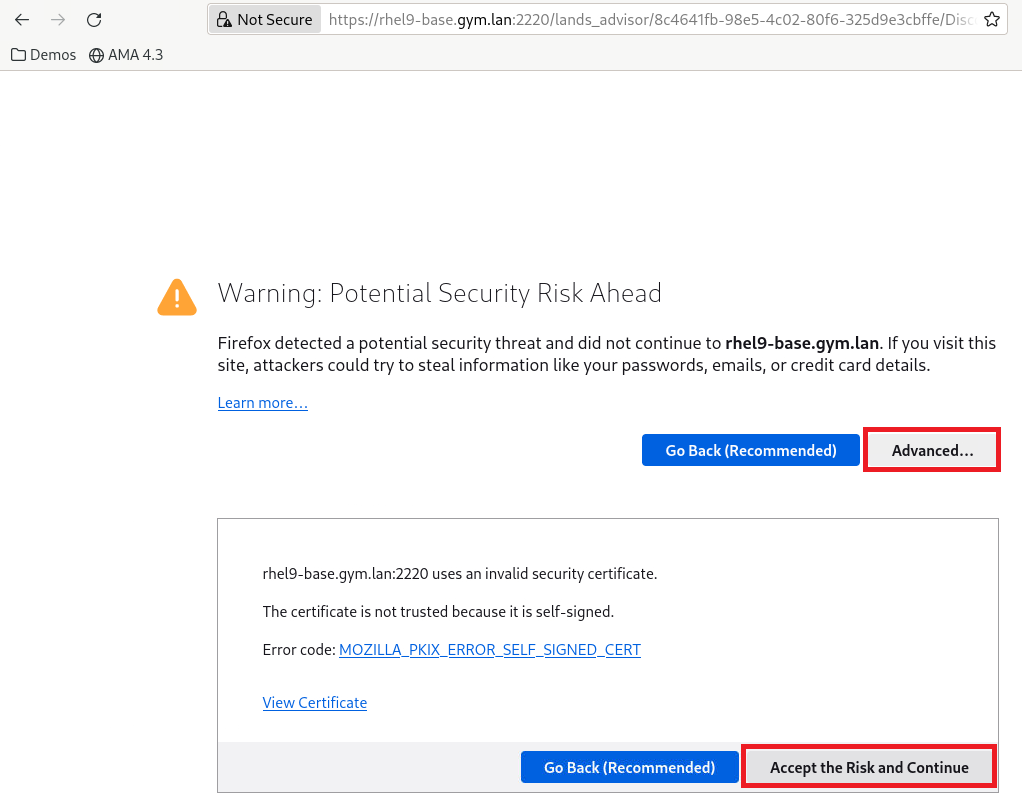 Not Secure https://rhel9-base.gym.lan:2220/lands_advisor/8c4641fb-98e5-4c02-80f6-325d9e3cbffe/Disc
Demos AMA 4.3
Warning: Potential Security Risk Ahead
Firefox detected a potential security threat and did not continue to rhel9-base.gym.lan. If you visit this
site, attackers could try to steal information like your passwords, emails, or credit card details.
Learn more…
Go Back (Recommended) Advanced…
rhel9-base.gym.lan:2220 uses an invalid security certificate.
The certificate is not trusted because it is self-signed.
Error code: MOZILLA_PKIX_ERROR_SELF_SIGNED_CERT
View Certificate
Go Back (Recommended) Accept the Risk and Continue